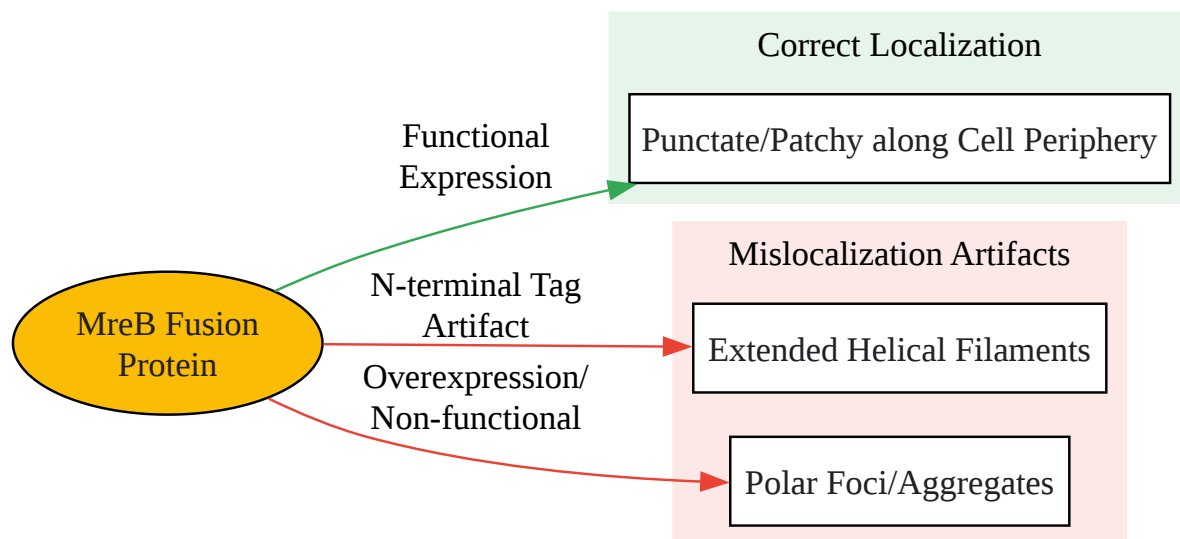 Correct Localization
Punctate/Patchy along Cell Periphery
Functional
Expression
Mislocalization Artifacts
N-terminal Tag
Artifact
Extended Helical Filaments
MreB Fusion
Protein
Overexpression/
Non-functional
Polar Foci/Aggregates